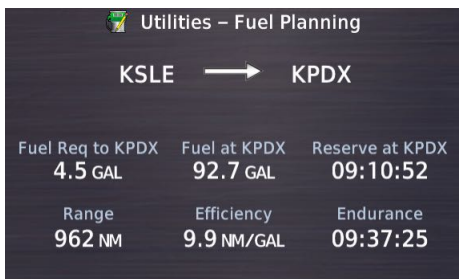 Utilities – Fuel Planning
KSLE KPDX
Fuel Req to KPDX Fuel at KPDX Reserve at KPDX
4.5 GAL 92.7 GAL 09:10:52
Range Efficiency Endurance
962 NM 9.9 NM/GAL 09:37:25